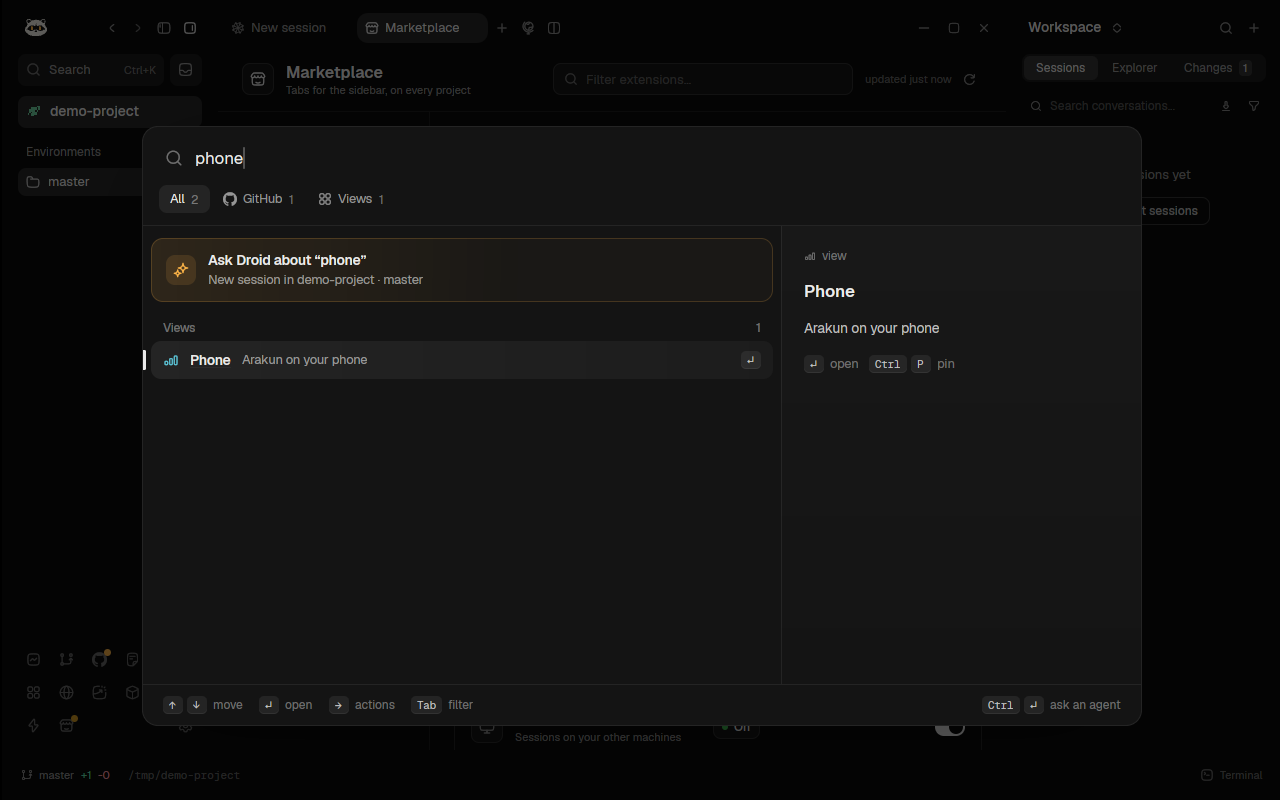 New session
Marketplace
Workspace
Search
Ctrl+K
Marketplace
Tabs for the sidebar, on every project
Filter extensions...
updated just now
Sessions
Explorer
Changes
1
demo-project
Search conversations...
Environments
master
phone
All 2
GitHub 1
Views 1
sions yet
t sessions
Ask Droid about “phone”
New session in demo-project · master
Views
1
Phone
Arakun on your phone
view
Phone
Arakun on your phone
open
Ctrl
P
pin
move
open
actions
Tab
filter
Ctrl
ask an agent
Sessions on your other machines
On
master
+1
-0
/tmp/demo-project
Terminal